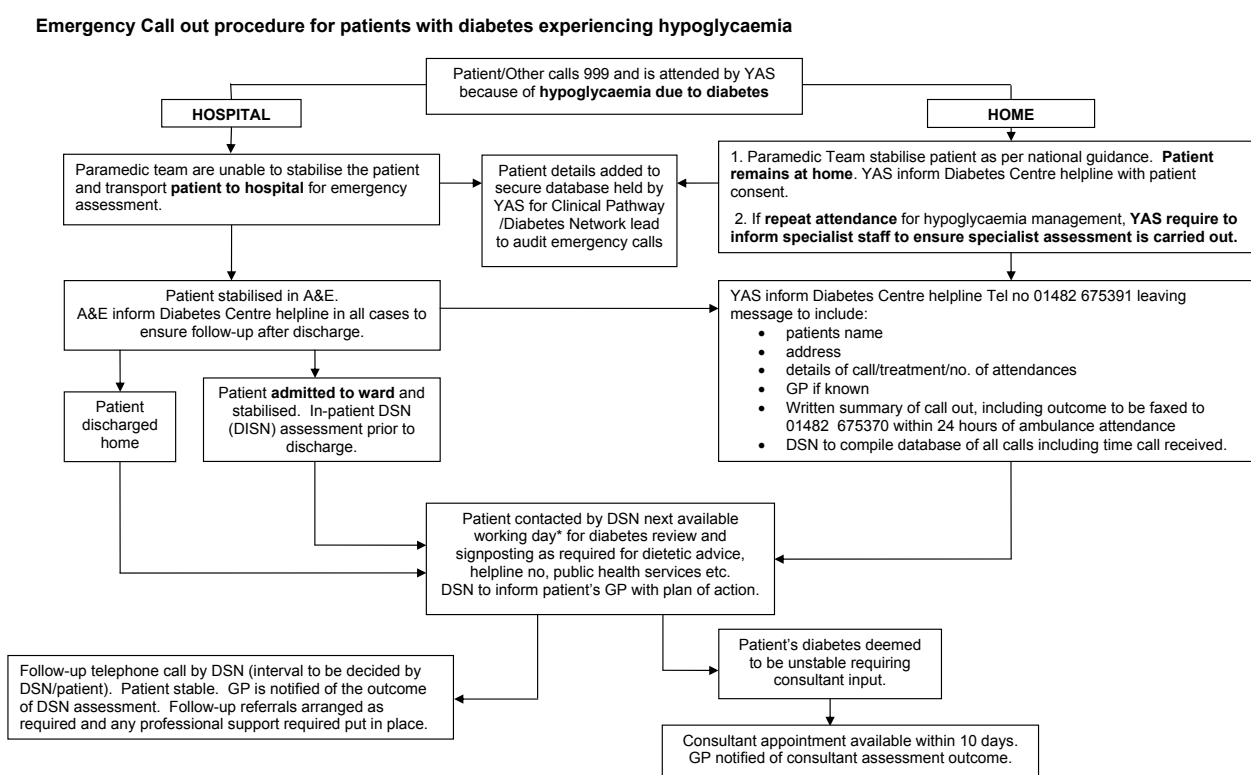 Emergency Call out procedure for patients with diabetes experiencing hypoglycaemia
Patient/Other calls 999 and is attended by YAS
because of hypoglycaemia due to diabetes
HOSPITAL
HOME
Paramedic team are unable to stabilise the patient
and transport patient to hospital for emergency
assessment.
Patient details added to
secure database held by
YAS for Clinical Pathway
/Diabetes Network lead
to audit emergency calls
1. Paramedic Team stabilise patient as per national guidance. Patient
remains at home. YAS inform Diabetes Centre helpline with patient
consent.
2. If repeat attendance for hypoglycaemia management, YAS require to
inform specialist staff to ensure specialist assessment is carried out.
Patient stabilised in A&E.
A&E inform Diabetes Centre helpline in all cases to
ensure follow-up after discharge.
YAS inform Diabetes Centre helpline Tel no 01482 675391 leaving
message to include:
• patients name
• address
• details of call/treatment/no. of attendances
• GP if known
• Written summary of call out, including outcome to be faxed to
01482 675370 within 24 hours of ambulance attendance
• DSN to compile database of all calls including time call received.
Patient
discharged
home
Patient admitted to ward and
stabilised. In-patient DSN
(DISN) assessment prior to
discharge.
Patient contacted by DSN next available
working day* for diabetes review and
signposting as required for dietetic advice,
helpline no, public health services etc.
DSN to inform patient's GP with plan of action.
Follow-up telephone call by DSN (interval to be decided by
DSN/patient). Patient stable. GP is notified of the outcome
of DSN assessment. Follow-up referrals arranged as
required and any professional support required put in place.
Patient's diabetes deemed
to be unstable requiring
consultant input.
Consultant appointment available within 10 days.
GP notified of consultant assessment outcome.